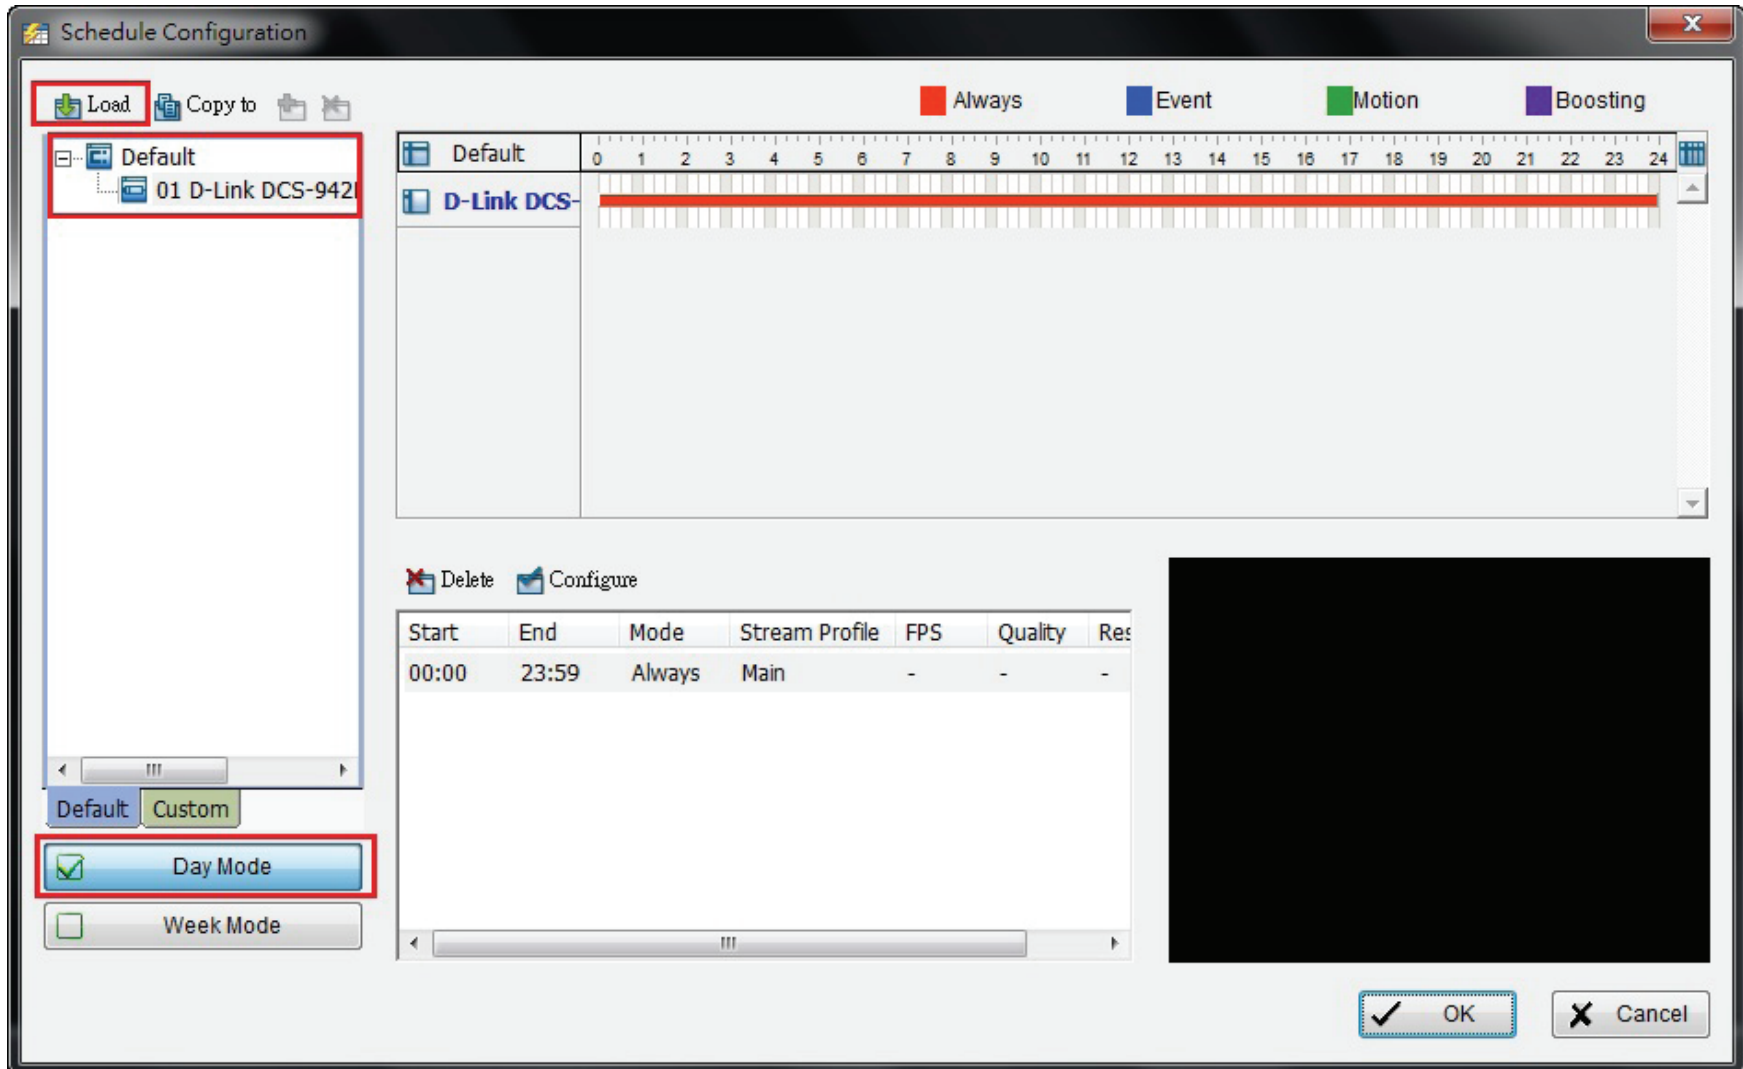 Schedule Configuration
Load Copy to
Always Event Motion Boosting
Default
01 D-Link DCS-942
Default 0 1 2 3 4 5 6 7 8 9 10 11 12 13 14 15 16 17 18 19 20 21 22 23 24
D-Link DCS-
Delete Configure
Start End Mode Stream Profile FPS Quality Res
00:00 23:59 Always Main - - -
Default Custom
Day Mode
Week Mode
OK Cancel